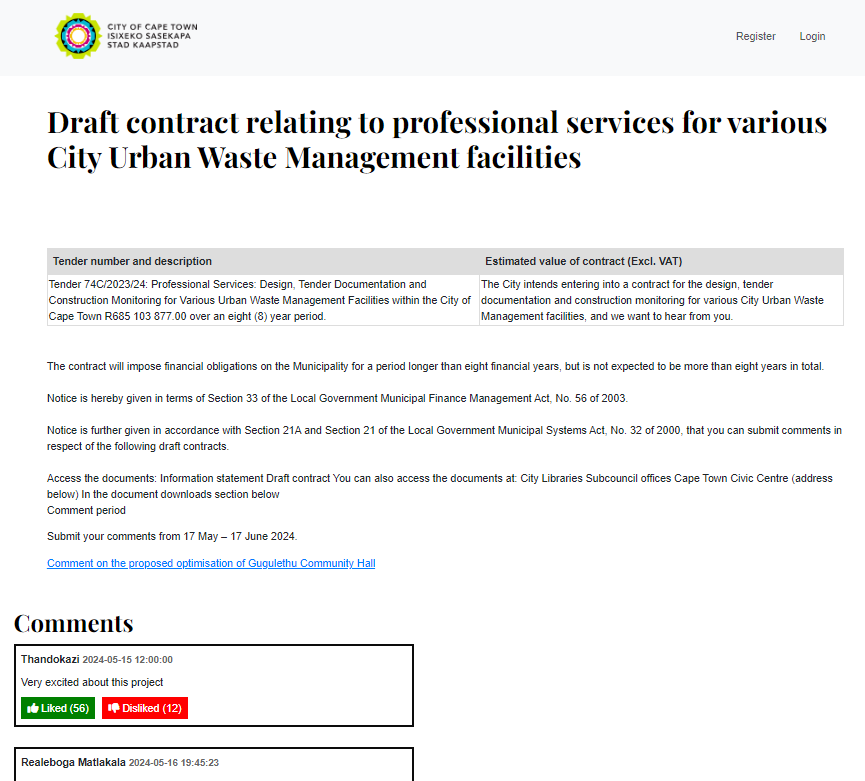 CITY OF CAPE TOWN
ISIXEKO SASEKAPA
STAD KAAPSTAD
Register Login
Draft contract relating to professional services for various
City Urban Waste Management facilities
Tender number and description
Estimated value of contract (Excl. VAT)
Tender 74C/2023/24: Professional Services: Design, Tender Documentation and
Construction Monitoring for Various Urban Waste Management Facilities within the City of
Cape Town R685 103 877.00 over an eight (8) year period.
The City intends entering into a contract for the design, tender
documentation and construction monitoring for various City Urban Waste
Management facilities, and we want to hear from you.
The contract will impose financial obligations on the Municipality for a period longer than eight financial years, but is not expected to be more than eight years in total.
Notice is hereby given in terms of Section 33 of the Local Government Municipal Finance Management Act, No. 56 of 2003.
Notice is further given in accordance with Section 21A and Section 21 of the Local Government Municipal Systems Act, No. 32 of 2000, that you can submit comments in
respect of the following draft contracts.
Access the documents: Information statement Draft contract You can also access the documents at: City Libraries Subcouncil offices Cape Town Civic Centre (address
below) In the document downloads section below
Comment period
Submit your comments from 17 May – 17 June 2024.
Comment on the proposed optimisation of Gugulethu Community Hall
Comments
Thandokazi 2024-05-15 12:00:00
Very excited about this project
Liked (56) Disliked (12)
Realeboga Matlakala 2024-05-16 19:45:23